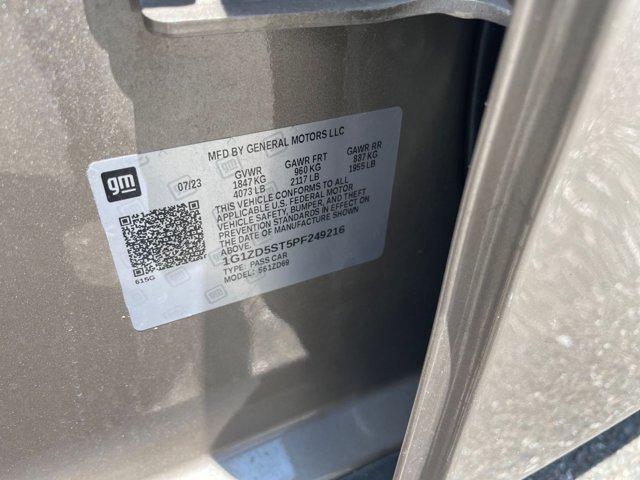 MFD BY GENERAL MOTORS LLC
gm
07/23
GVWR GAWR FRT GAWR RR
1847 KG 960 KG 887 KG
4073 LB 2117 LB 1955 LB
THIS VEHICLE CONFORMS TO ALL
APPLICABLE U.S. FEDERAL MOTOR
VEHICLE SAFETY, BUMPER, AND THEFT
PREVENTION STANDARDS IN EFFECT ON
THE DATE OF MANUFACTURE SHOWN
ABOVE.
1G1ZD5ST5PF249216
TYPE: PASS CAR
MODEL: S61ZD69
615G